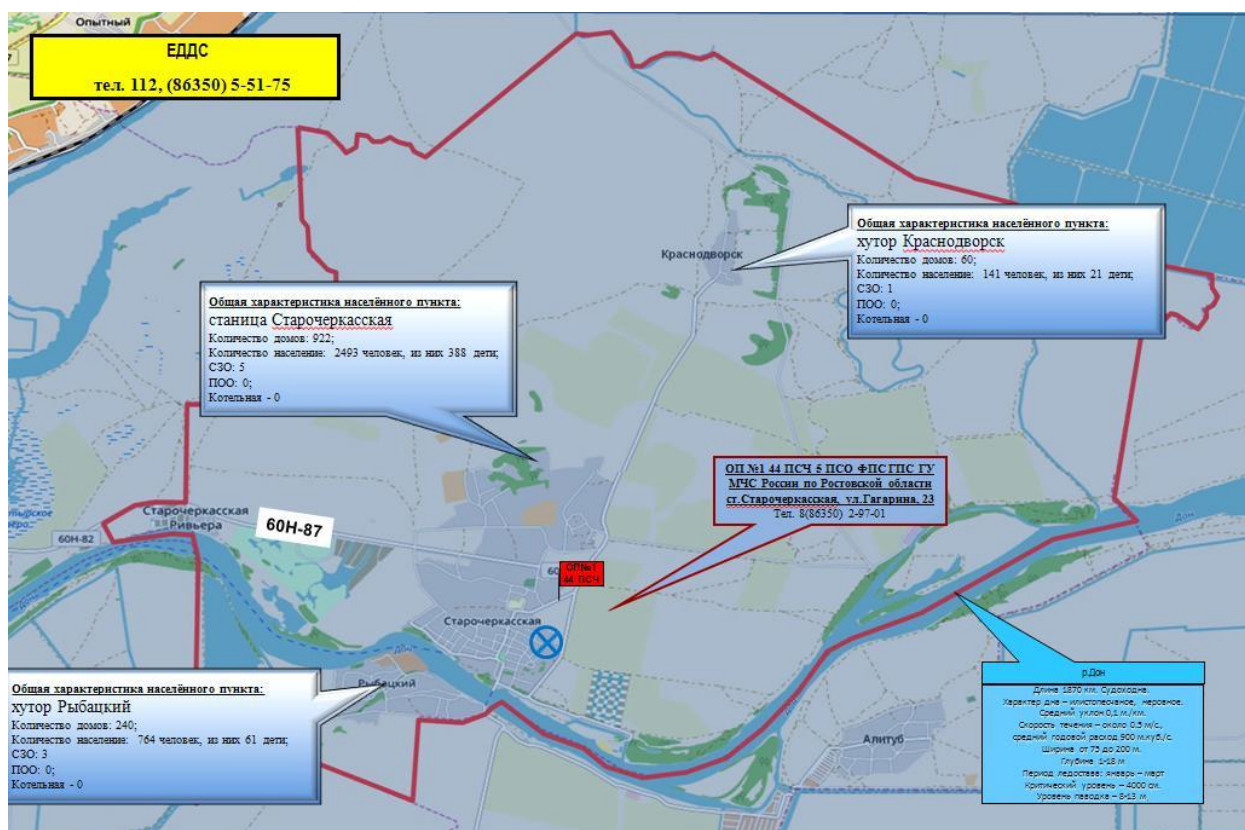 Опытный
ЕДДС
тел. 112, (86350) 5-51-75
Общая характеристика населённого пункта:
хутор Краснодворск
Количество домов: 60;
Количество население: 141 человек, из них 21 дети;
СЗО: 1
ПОО: 0;
Котельная - 0
Краснодворск
Общая характеристика населённого пункта:
станица Старочеркасская
Количество домов: 922;
Количество население: 2493 человек, из них 388 дети;
СЗО: 5
ПОО: 0;
Котельная - 0
ОП №1 44 ПСЧ 5 ПСО ФПС ГПС ГУ
МЧС России по Ростовской области
ст.Старочеркасская, ул.Гагарина, 23
Тел. 8(86350) 2-97-01
Старочеркасская
Ривьера
60Н-87
60Н-82
Дон
60
ОП№1
44 ПСЧ
Старочеркасская
Дон
Рыбацкий
Алитуб
Общая характеристика населённого пункта:
хутор Рыбацкий
Количество домов: 240;
Количество население: 764 человек, из них 61 дети;
СЗО: 3
ПОО: 0;
Котельная - 0
р.Дон
Длина 1870 км. Судоходна.
Характер дна – илистопесчаное, неровное.
Средний уклон 0,1 м./км.
Скорость течения – около 0.5 м/с.,
средний годовой расход 900 м.куб./с.
Ширина от 75 до 200 м.
Глубина 1-18 м
Период ледостава: январь – март
Критический уровень – 4000 см.
Уровень паводка – 8-13 м